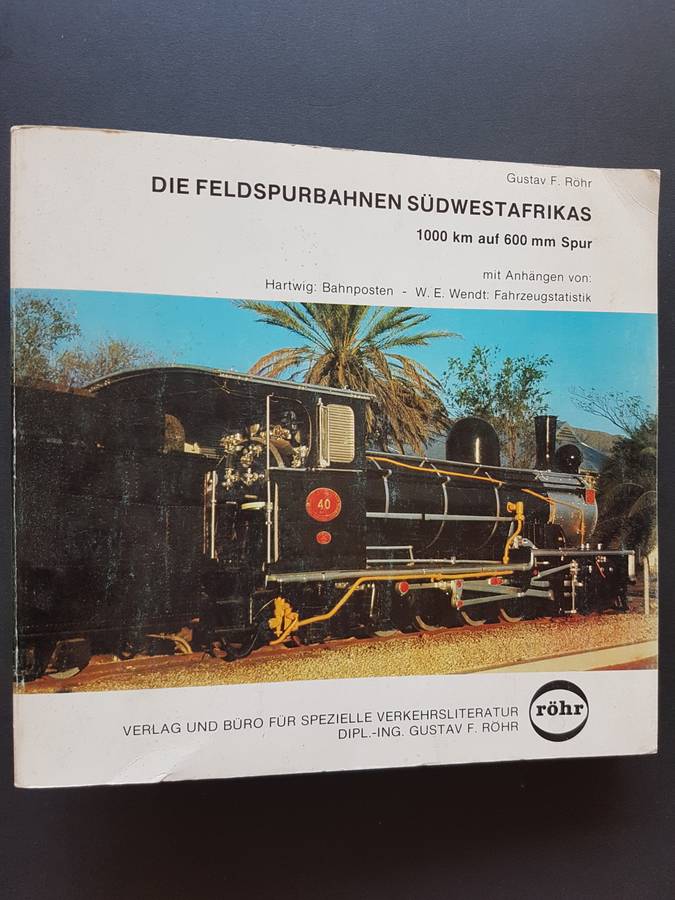 Gustav F. Röhr
DIE FELDSPURBAHNEN SÜDWESTAFRIKAS
1000 km auf 600 mm Spur
mit Anhängen von:
Hartwig: Bahnposten - W. E. Wendt: Fahrzeugstatistik
40
VERLAG UND BÜRO FÜR SPEZIELLE VERKEHRSLITERATUR
DIPL.-ING. GUSTAV F. RÖHR
röhr